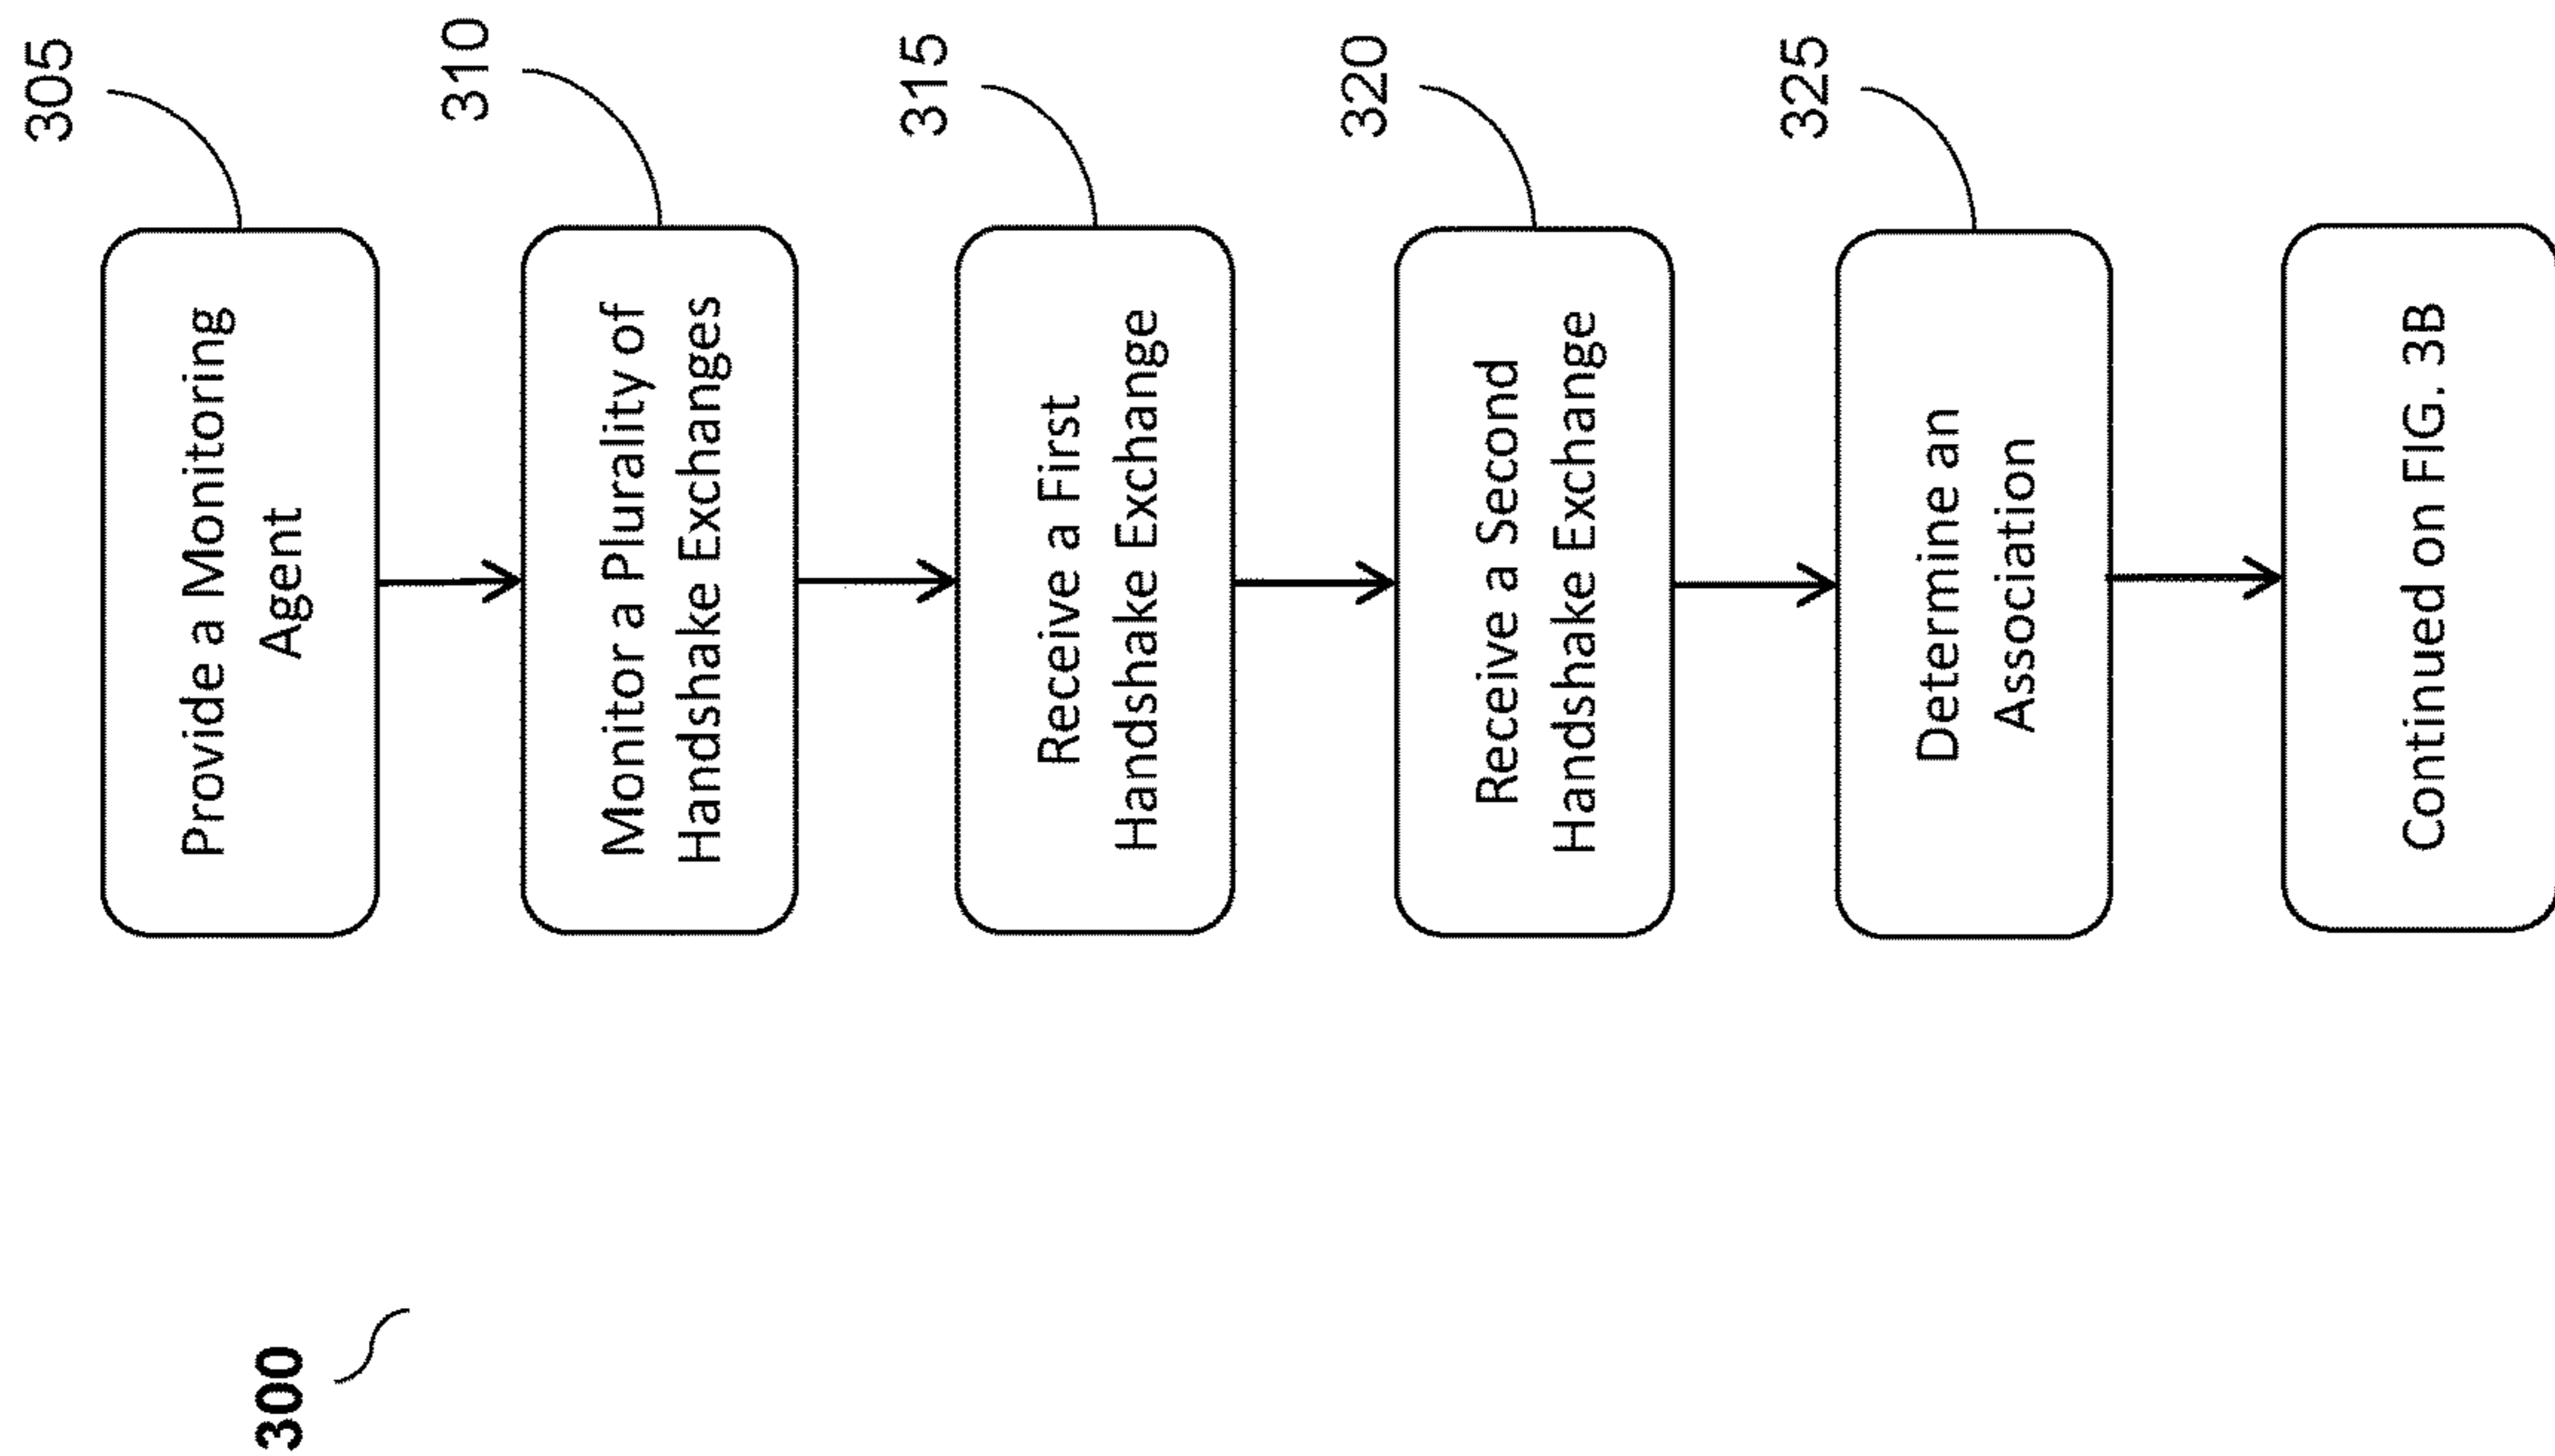 300
305
Provide a Monitoring
Agent
310
Monitor a Plurality of
Handshake Exchanges
315
Receive a First
Handshake Exchange
320
Receive a Second
Handshake Exchange
325
Determine an
Association
Continued on FIG. 3B